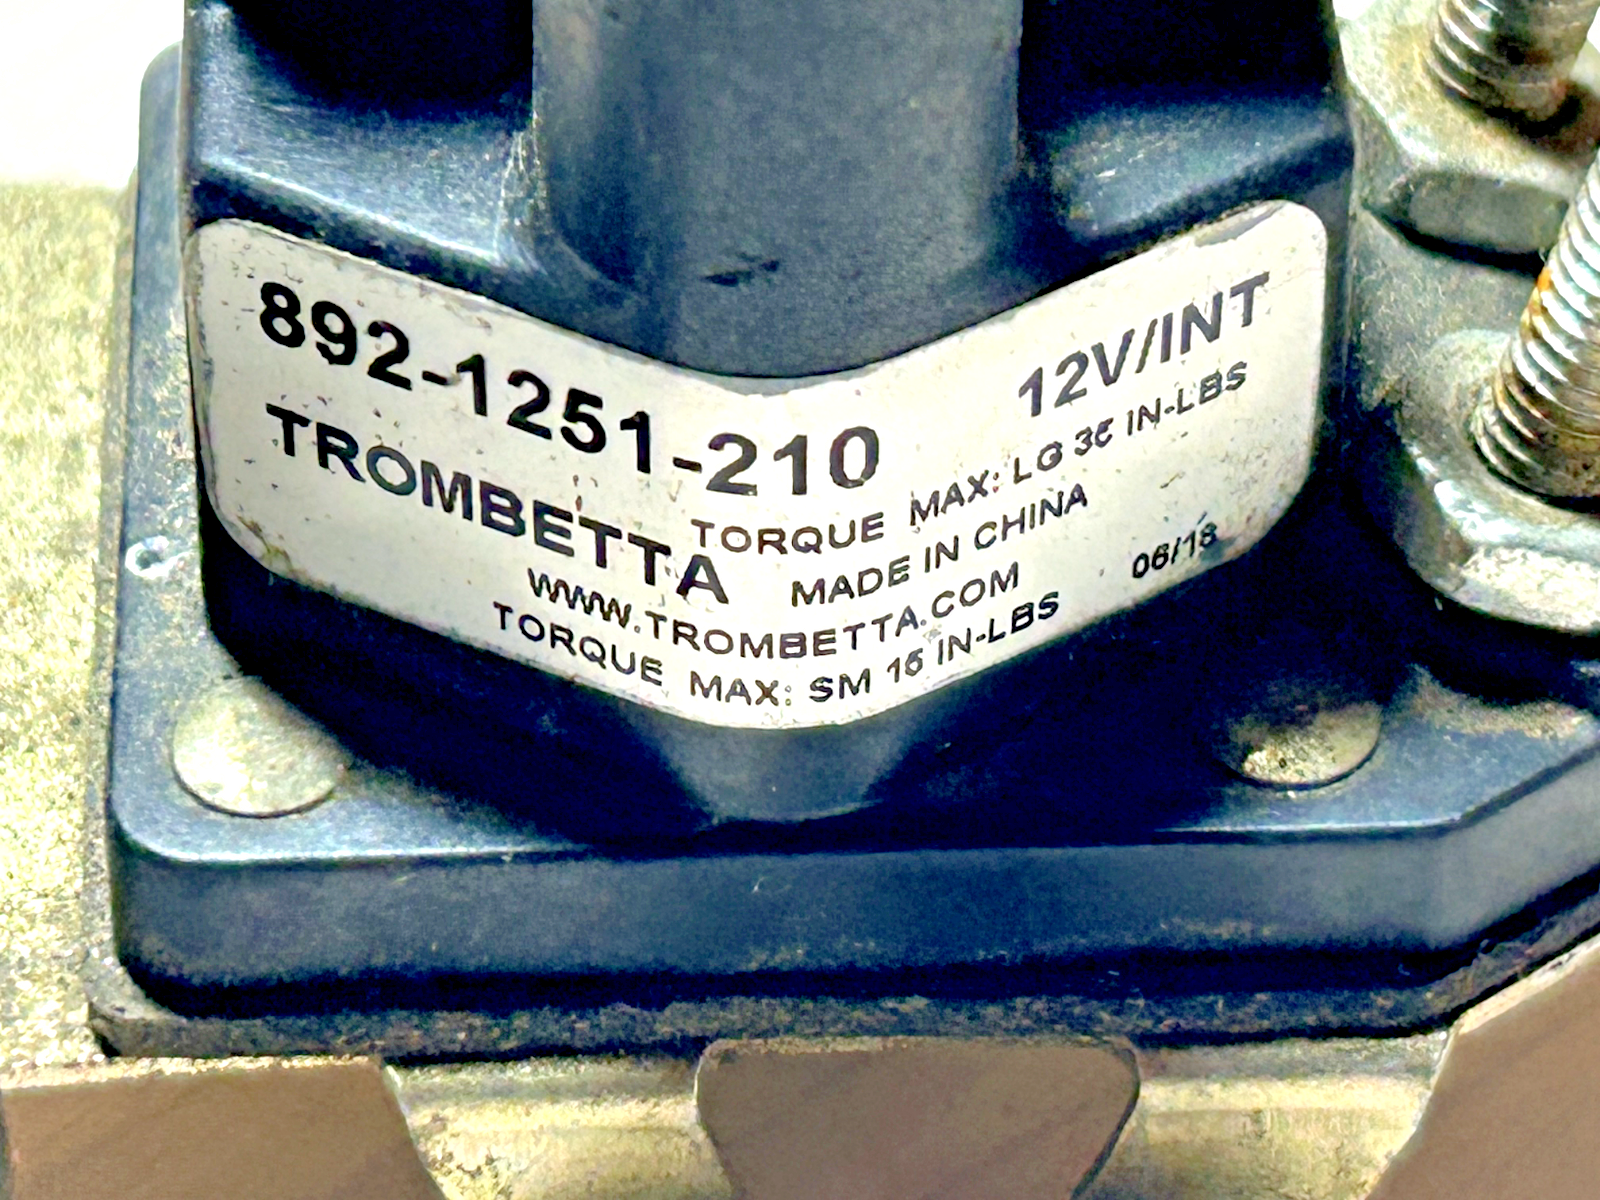 892-1251-210
12V/INT
TROMBETTA
TORQUE MAX: LG 35 IN-LBS
MADE IN CHINA
WWW.TROMBETTA.COM
06/18
TORQUE MAX: SM 15 IN-LBS